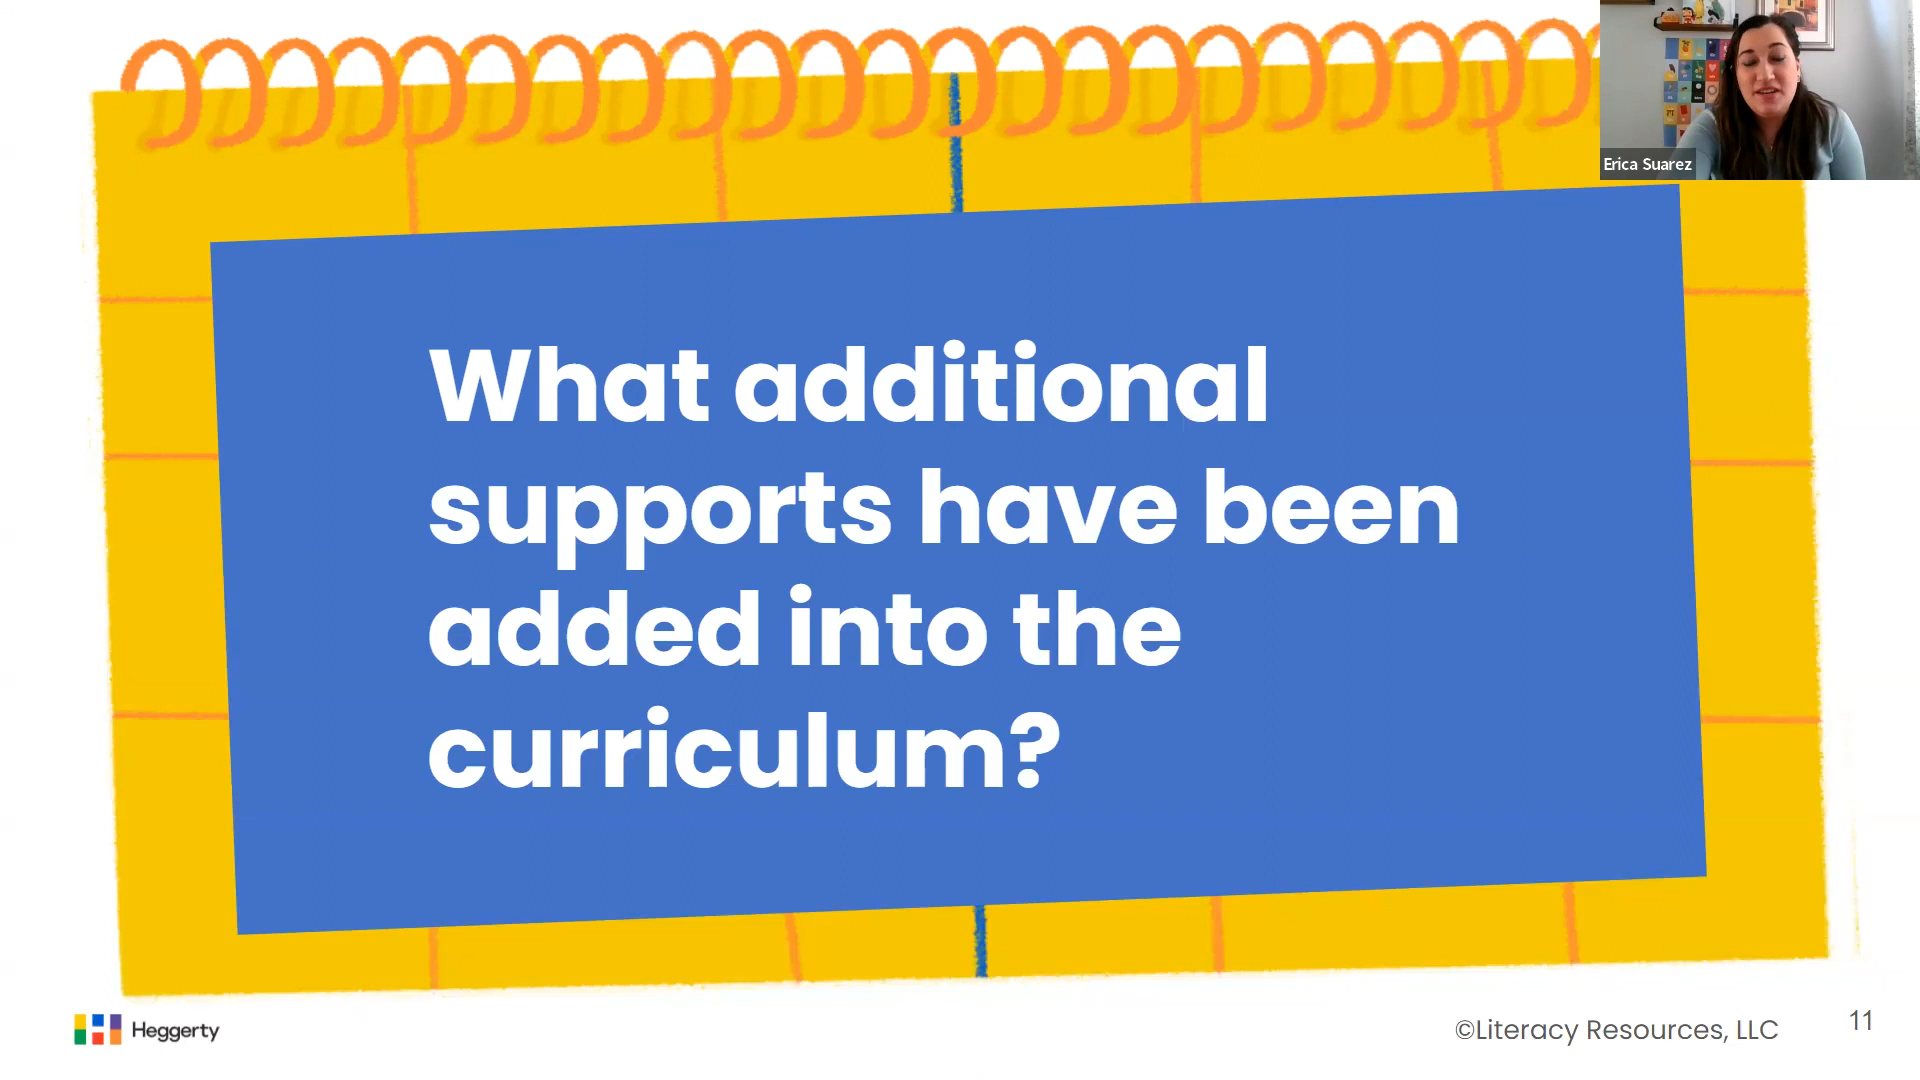 Erica Suarez
What additional
supports have been
added into the
curriculum?
Heggerty
©Literacy Resources, LLC
11